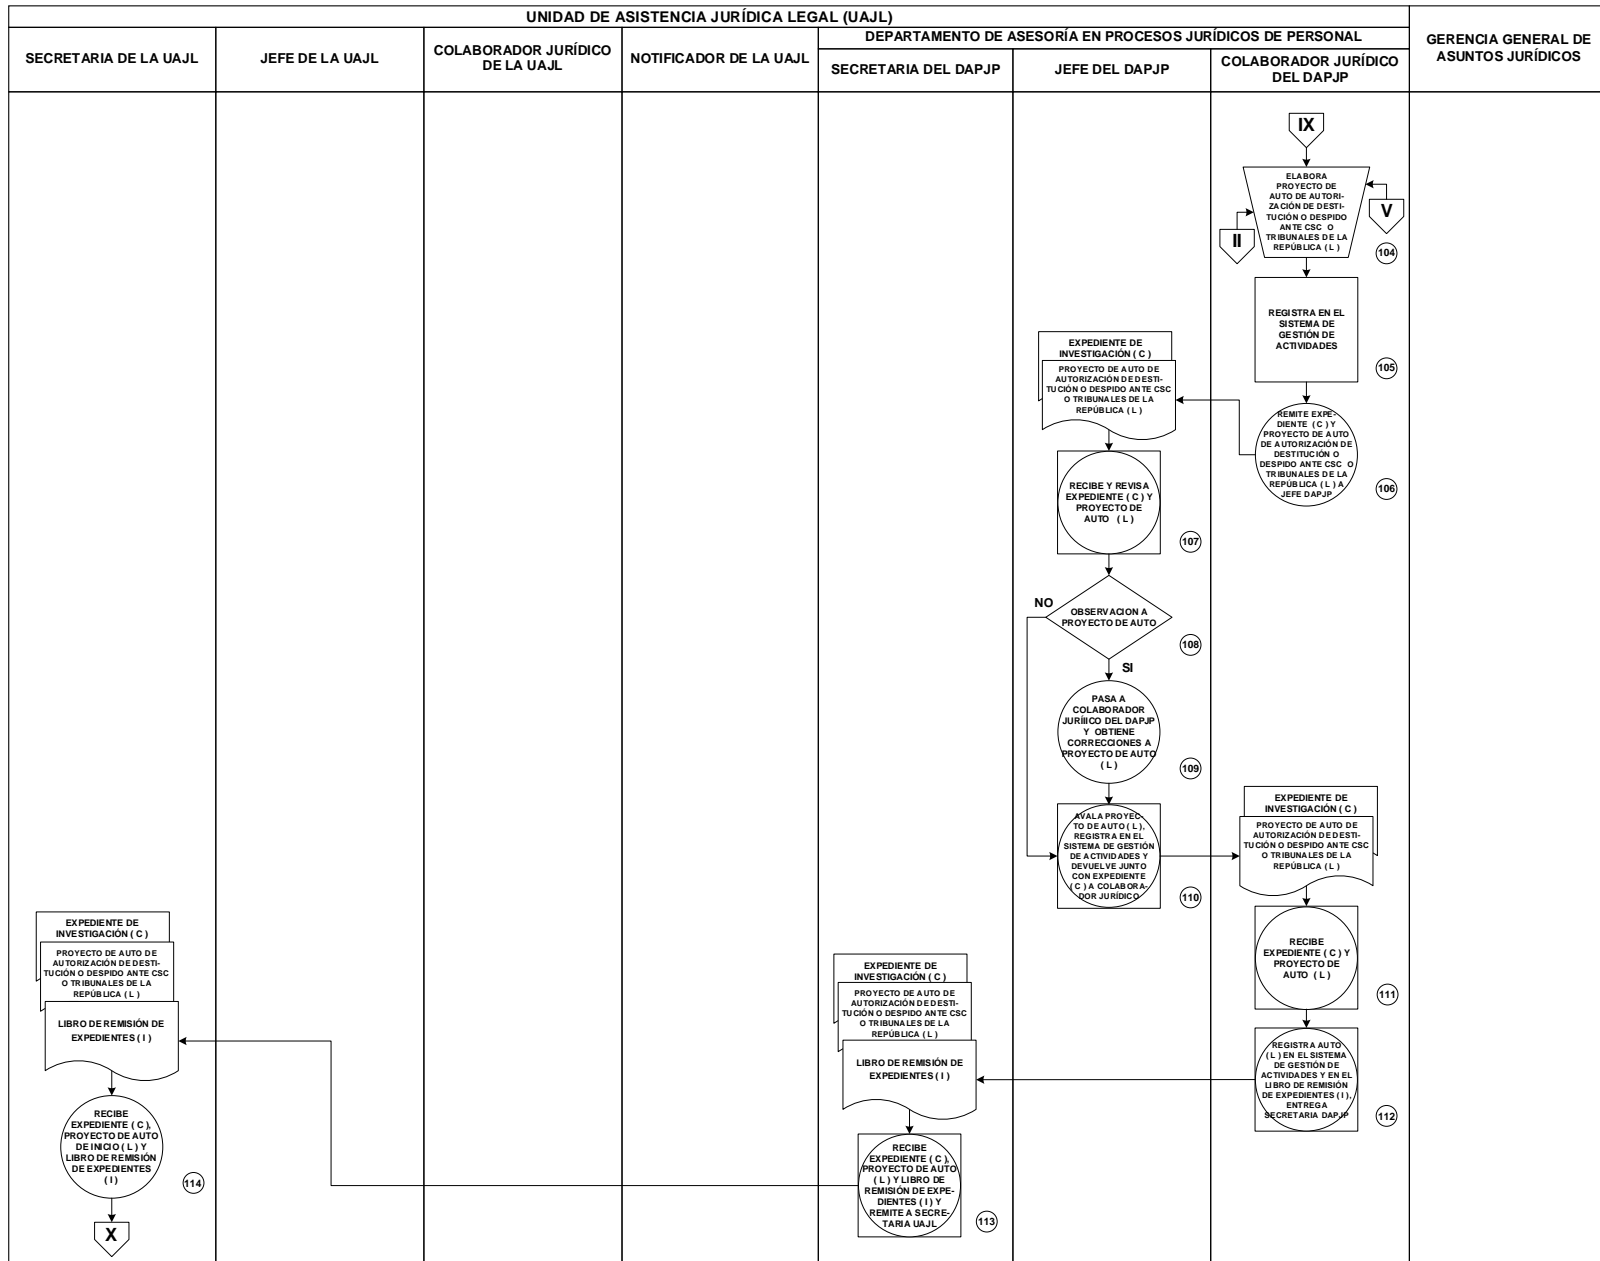 UNIDAD DE ASISTENCIA JURÍDICA LEGAL (UAJL)
SECRETARIA DE LA UAJL
JEFE DE LA UAJL
COLABORADOR JURÍDICO
DE LA UAJL
NOTIFICADOR DE LA UAJL
DEPARTAMENTO DE ASESORÍA EN PROCESOS JURÍDICOS DE PERSONAL
SECRETARIA DEL DAPJP
JEFE DEL DAPJP
COLABORADOR JURÍDICO
DEL DAPJP
GERENCIA GENERAL DE
ASUNTOS JURÍDICOS
IX
ELABORA
PROYECTO DE
AUTO DE AUTORI-
ZACIÓN DE DESTI-
TUCIÓN O DESPIDO
ANTE CSC O
TRIBUNALES DE LA
REPÚBLICA ( L )
V
II
104
REGISTRA EN EL
SISTEMA DE
GESTIÓN DE
ACTIVIDADES
105
REMITE EXPE-
DIENTE ( C ) Y
PROYECTO DE AUTO
DE AUTORIZACIÓN DE
DESTITUCIÓN O
DESPIDO ANTE CSC O
TRIBUNALES DE LA
REPÚBLICA ( L ) A
JEFE DAPJP
106
EXPEDIENTE DE
INVESTIGACIÓN ( C )
PROYECTO DE AUTO DE
AUTORIZACIÓN DE DESTI-
TUCIÓN O DESPIDO ANTE CSC
O TRIBUNALES DE LA
REPÚBLICA ( L )
RECIBE Y REVISA
EXPEDIENTE ( C ) Y
PROYECTO DE
AUTO ( L )
107
OBSERVACION A
PROYECTO DE AUTO
NO
108
SI
PASA A
COLABORADOR
JURÍIICO DEL DAPJP
Y OBTIENE
CORRECCIONES A
PROYECTO DE AUTO
( L )
109
AVALA PROYEC-
TO DE AUTO ( L ),
REGISTRA EN EL
SISTEMA DE GESTIÓN
DE ACTIVIDADES Y
DEVUELVE JUNTO
CON EXPEDIENTE
( C ) A COLABORA-
DOR JURÍDICO
110
EXPEDIENTE DE
INVESTIGACIÓN ( C )
PROYECTO DE AUTO DE
AUTORIZACIÓN DE DESTI-
TUCIÓN O DESPIDO ANTE CSC
O TRIBUNALES DE LA
REPÚBLICA ( L )
RECIBE
EXPEDIENTE ( C ) Y
PROYECTO DE
AUTO ( L )
111
REGISTRA AUTO
( L ) EN EL SISTEMA
DE GESTIÓN DE
ACTIVIDADES Y EN EL
LIBRO DE REMISIÓN
DE EXPEDIENTES ( I ),
ENTREGA
SECRETARIA DAPJP
112
EXPEDIENTE DE
INVESTIGACIÓN ( C )
PROYECTO DE AUTO DE
AUTORIZACIÓN DE DESTI-
TUCIÓN O DESPIDO ANTE CSC
O TRIBUNALES DE LA
REPÚBLICA ( L )
LIBRO DE REMISIÓN DE
EXPEDIENTES ( I )
RECIBE
EXPEDIENTE ( C ),
PROYECTO DE AUTO
( L ) Y LIBRO DE
REMISIÓN DE EXPE-
DIENTES ( I ) Y
REMITE A SECRE-
TARIA UAJL
113
EXPEDIENTE DE
INVESTIGACIÓN ( C )
PROYECTO DE AUTO DE
AUTORIZACIÓN DE DESTI-
TUCIÓN O DESPIDO ANTE CSC
O TRIBUNALES DE LA
REPÚBLICA ( L )
LIBRO DE REMISIÓN DE
EXPEDIENTES ( I )
RECIBE
EXPEDIENTE ( C ),
PROYECTO DE AUTO
DE INICIO ( L ) Y
LIBRO DE REMISIÓN
DE EXPEDIENTES
( I )
114
X